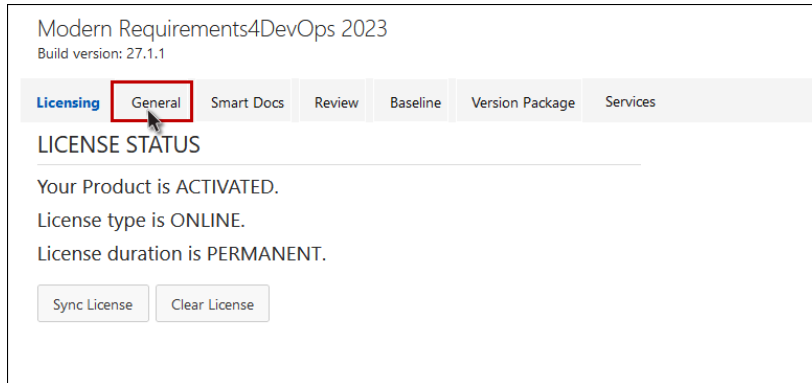 Modern Requirements4DevOps 2023
Build version: 27.1.1
Licensing General Smart Docs Review Baseline Version Package Services
LICENSE STATUS
Your Product is ACTIVATED.
License type is ONLINE.
License duration is PERMANENT.
Sync License Clear License